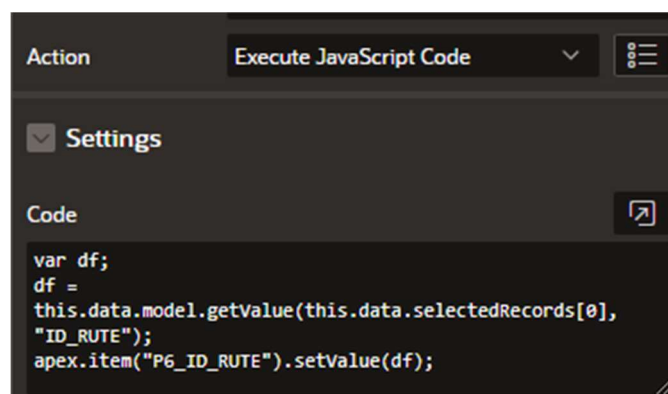 Action Execute JavaScript Code
Settings
Code
var df;
df =
this.data.model.getValue(this.data.selectedRecords[0],
"ID_RUTE");
apex.item("P6_ID_RUTE").setValue(df);